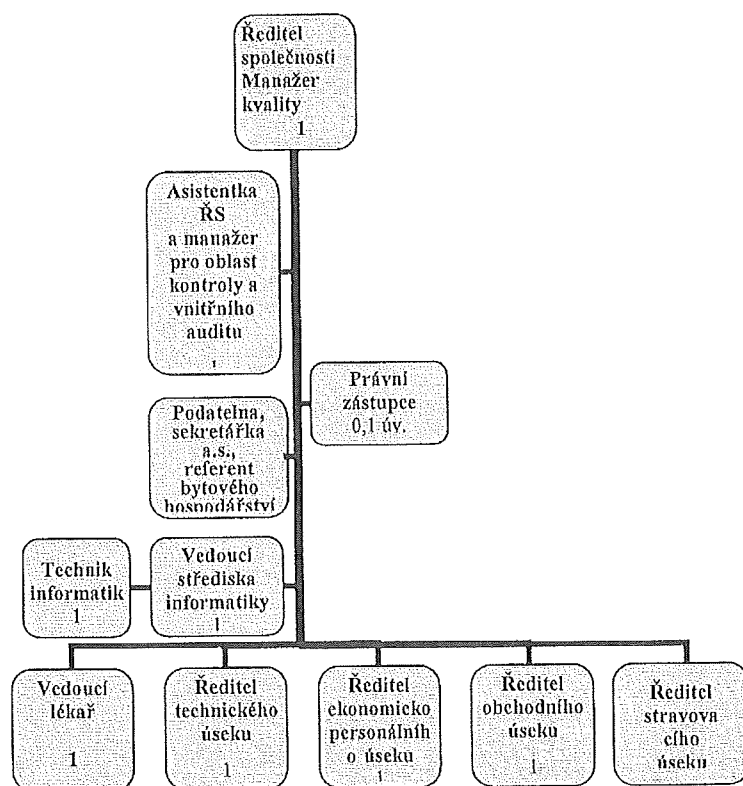 Ředitel
společnosti
Manažer
kvality
1
Asistentka
ŘS
a manažer
pro oblast
kontroly a
vnitřního
auditu
Právní
zástupce
0,1 úv.
Podatelna,
sekretářka
a.s.,
referent
bytového
hospodářství
Technik
informatik
1
Vedoucí
střediska
informatiky
1
Vedoucí
lékař
1
Ředitel
technického
úseku
1
Ředitel
ekonomicko
personálníh
o úseku
1
Ředitel
obchodního
úseku
1
Ředitel
stravova
cího
úseku